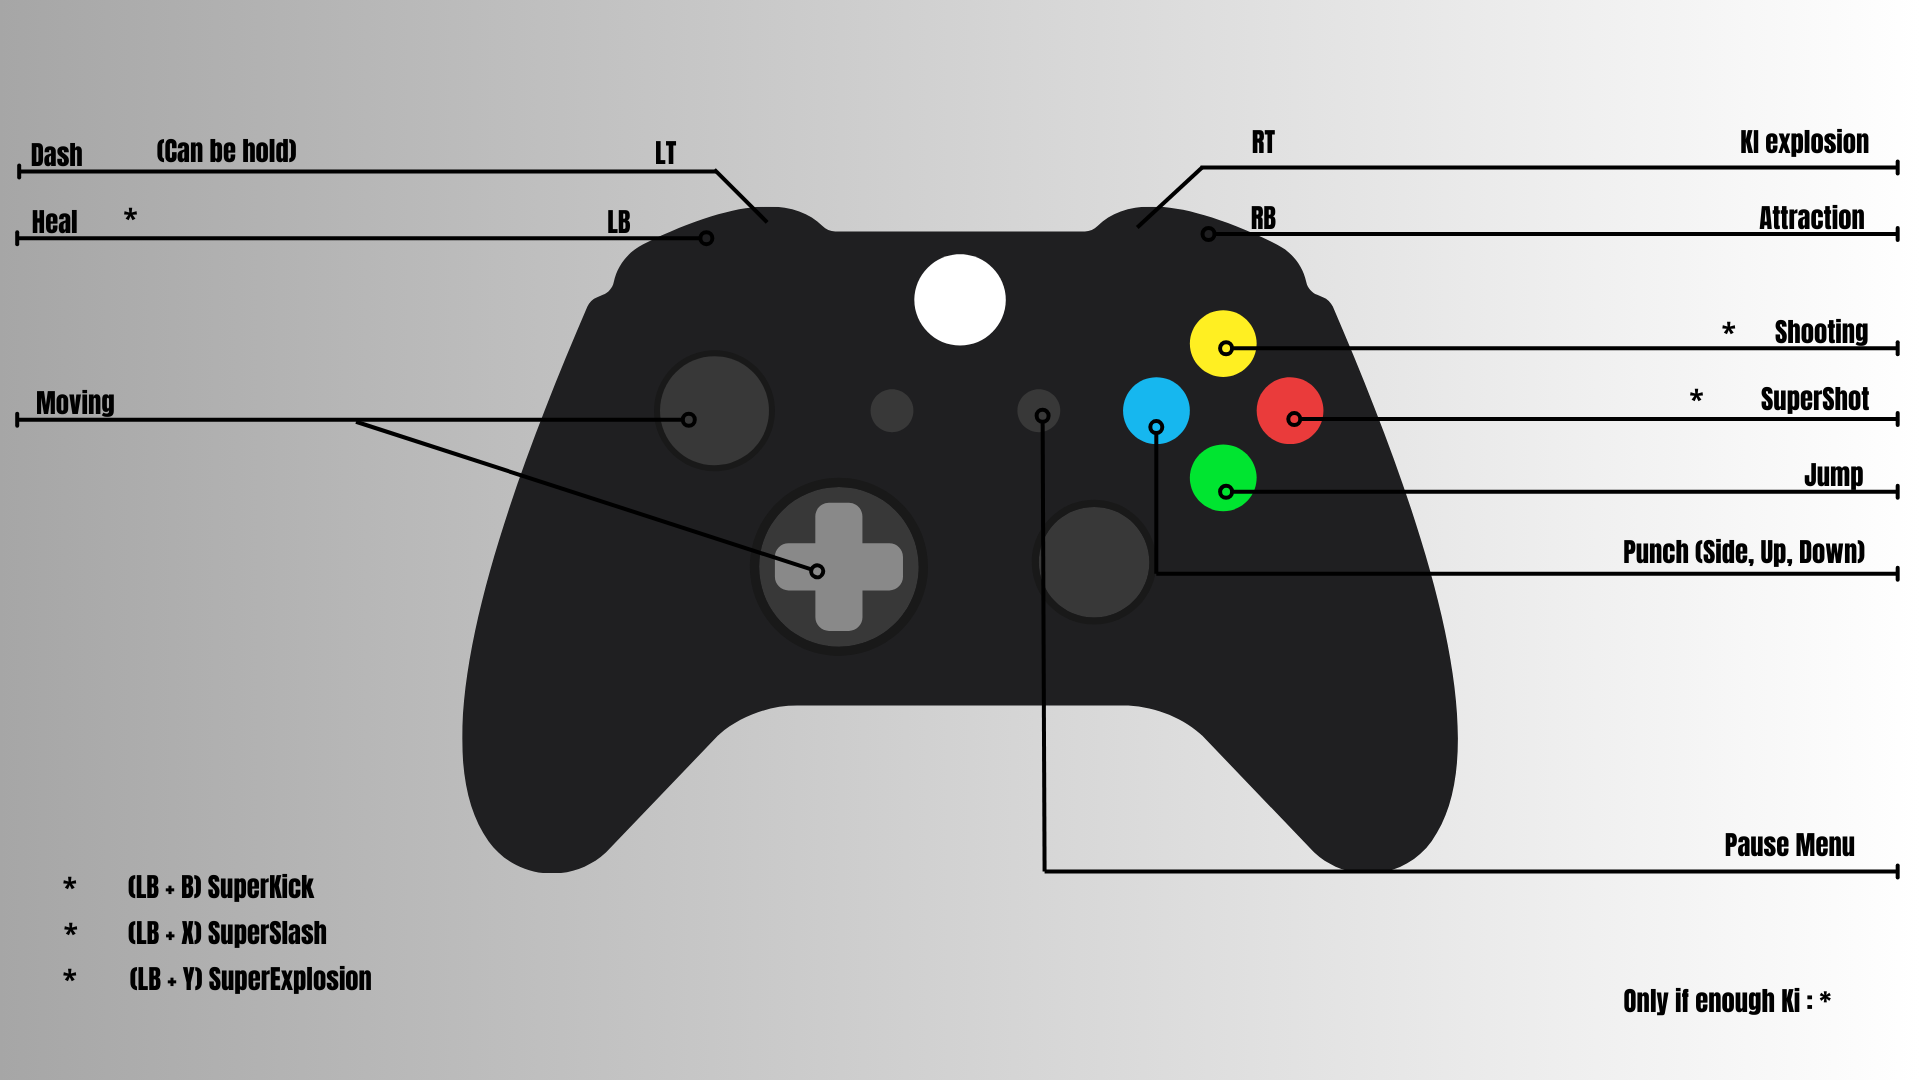 Dash (Can be hold) LT
Heal * LB
Moving
RT KI explosion
RB Attraction
* Shooting
* SuperShot
Jump
Punch (Side, Up, Down)
Pause Menu
* (LB + B) SuperKick
* (LB + X) SuperSlash
* (LB + Y) SuperExplosion
Only if enough Ki : *